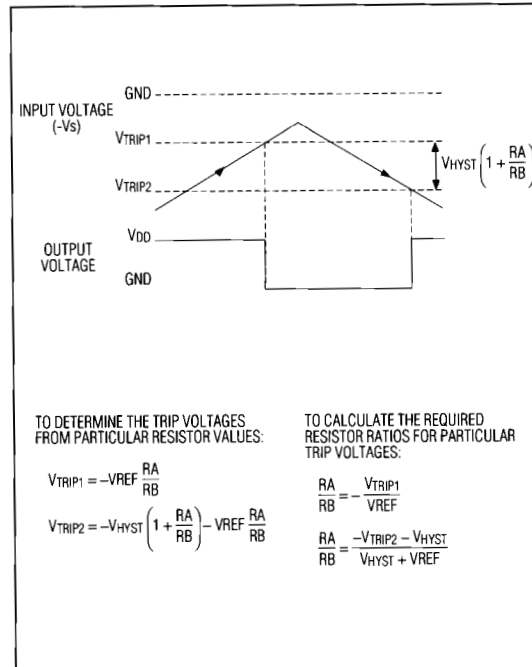 GND
INPUT VOLTAGE
(-Vs)
VTRIP1
VHYST (1 + RA/RB)
VTRIP2
VDD
OUTPUT
VOLTAGE
GND
TO DETERMINE THE TRIP VOLTAGES
FROM PARTICULAR RESISTOR VALUES:
VTRIP1 = –VREF RA/RB
VTRIP2 = –VHYST (1 + RA/RB) – VREF RA/RB
TO CALCULATE THE REQUIRED
RESISTOR RATIOS FOR PARTICULAR
TRIP VOLTAGES:
RA/RB = – VTRIP1/VREF
RA/RB = –VTRIP2 – VHYST/VHYST + VREF